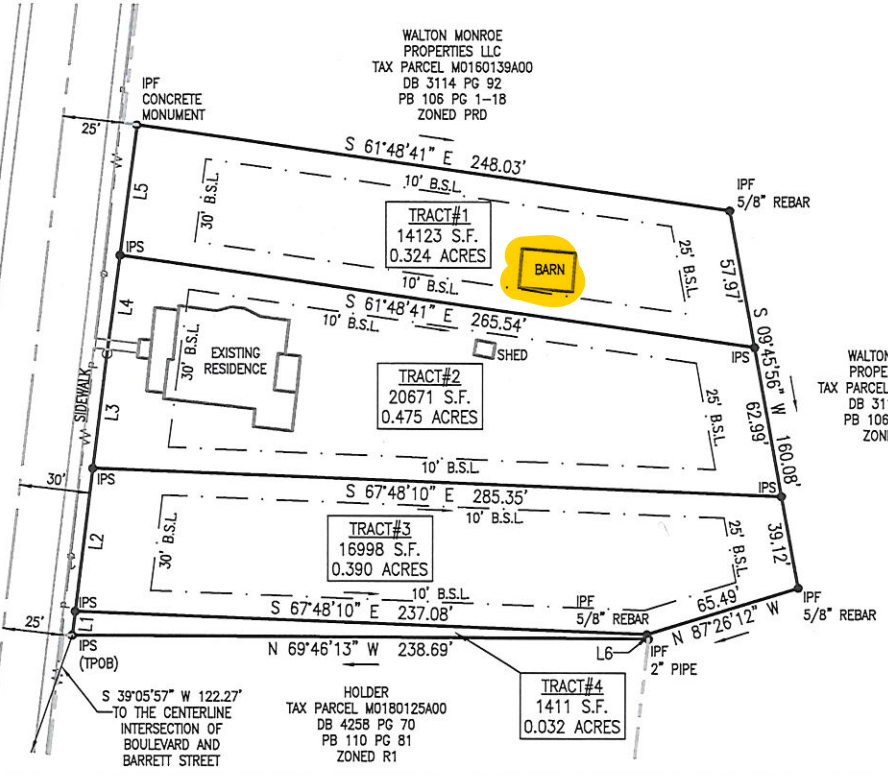 WALTON MONROE
PROPERTIES LLC
TAX PARCEL M0160139A00
DB 3114 PG 92
PB 106 PG 1-18
ZONED PRD
IPF
CONCRETE
MONUMENT
25'
S 61°48'41" E 248.03'
10' B.S.L.
IPF
5/8" REBAR
L5
30' B.S.L.
TRACT#1
14123 S.F.
0.324 ACRES
BARN
25' B.S.L.
57.97'
IPS
10' B.S.L.
S 61°48'41" E 265.54'
10' B.S.L.
L4
30' B.S.L.
EXISTING
RESIDENCE
SHED
IPS
S 09°45'56" W 160.08'
TRACT#2
20671 S.F.
0.475 ACRES
25' B.S.L.
62.99'
WALTON
PROPE
TAX PARCEL
DB 31
PB 106
ZON
SIDEWALK
L3
10' B.S.L.
30'
IPS
S 67°48'10" E 285.35'
IPS
10' B.S.L.
L2
30' B.S.L.
TRACT#3
16998 S.F.
0.390 ACRES
25' B.S.L.
39.12'
10' B.S.L.
IPS
S 67°48'10" E 237.08'
IPF
5/8" REBAR
65.49'
IPF
5/8" REBAR
N 87°26'12" W
25'
L1
IPS
(TPOB)
N 69°46'13" W 238.69'
L6
IPF
2" PIPE
S 39°05'57" W 122.27'
TO THE CENTERLINE
INTERSECTION OF
BOULEVARD AND
BARRETT STREET
HOLDER
TAX PARCEL M0180125A00
DB 4258 PG 70
PB 110 PG 81
ZONED R1
TRACT#4
1411 S.F.
0.032 ACRES